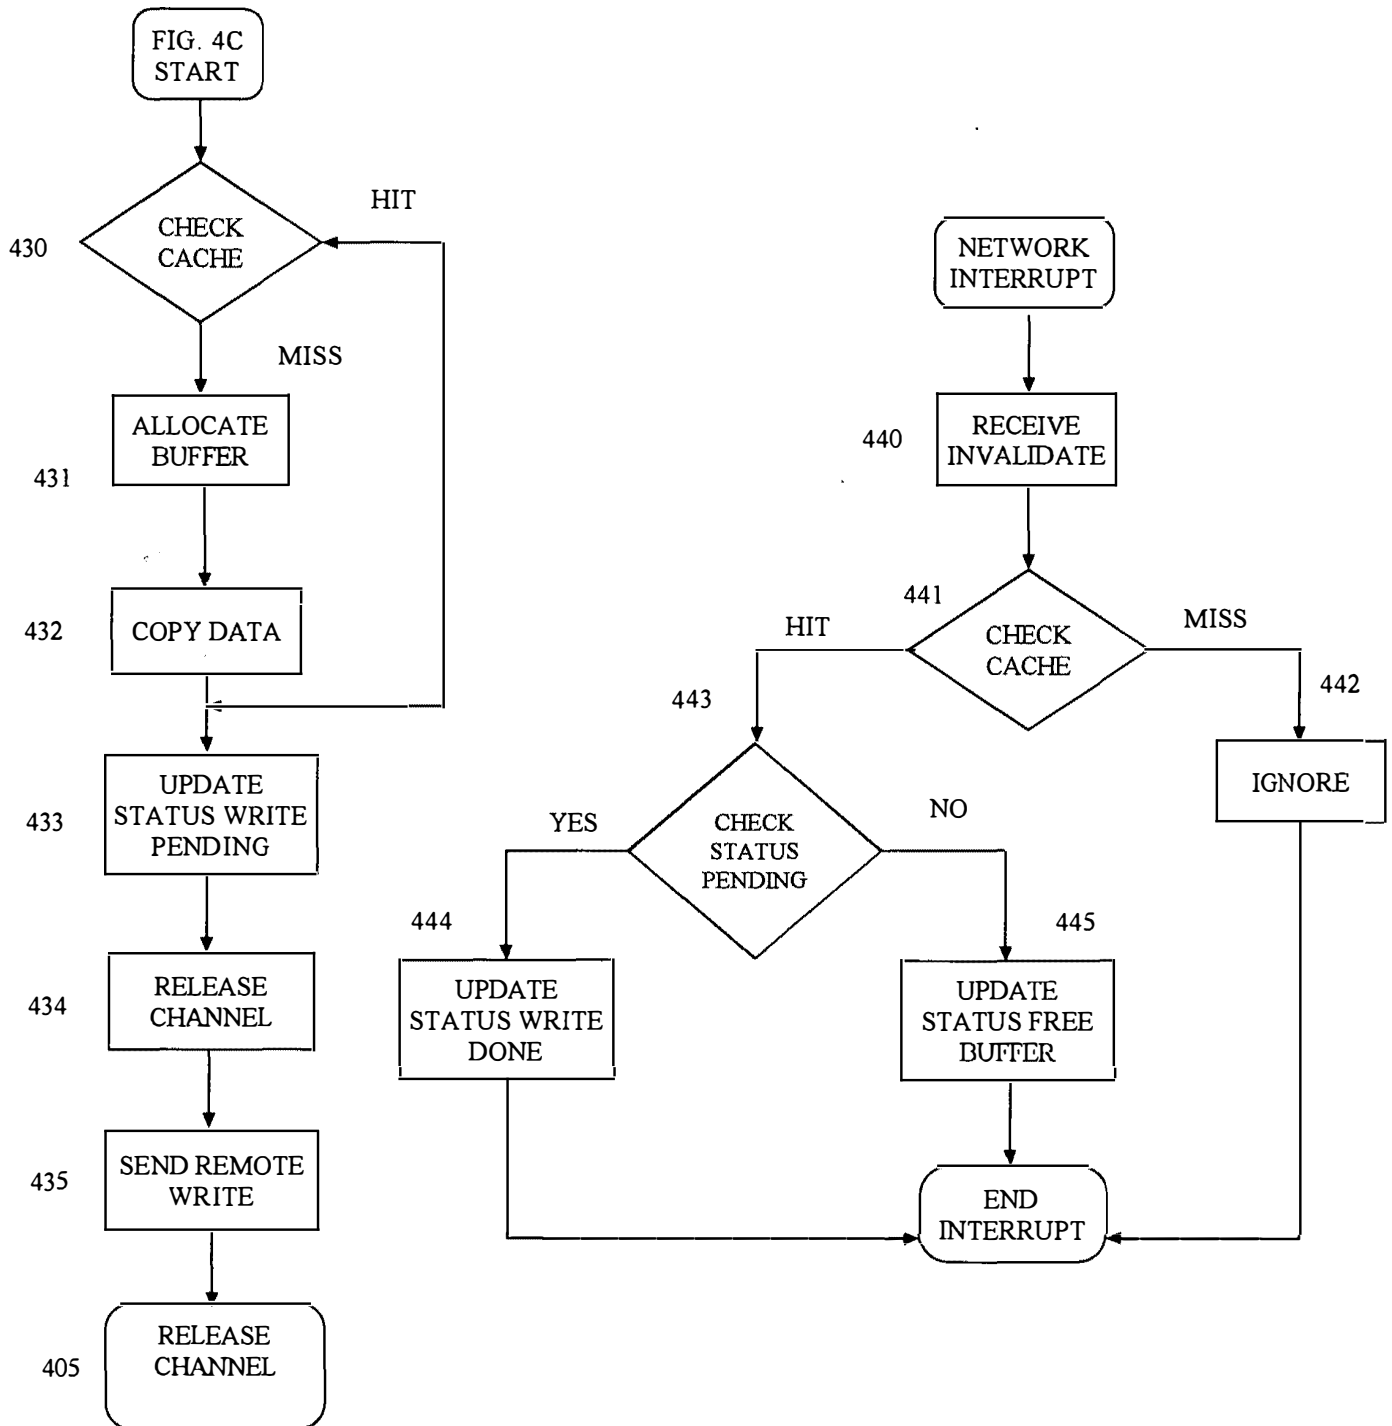 FIG. 4C
START
HIT
430
CHECK
CACHE
MISS
ALLOCATE
BUFFER
431
432
COPY DATA
UPDATE
STATUS WRITE
PENDING
433
RELEASE
CHANNEL
434
SEND REMOTE
WRITE
435
RELEASE
CHANNEL
405
NETWORK
INTERRUPT
440
RECEIVE
INVALIDATE
441
CHECK
CACHE
HIT
MISS
443
442
IGNORE
CHECK
STATUS
PENDING
YES
NO
444
445
UPDATE
STATUS WRITE
DONE
UPDATE
STATUS FREE
BUFFER
END
INTERRUPT